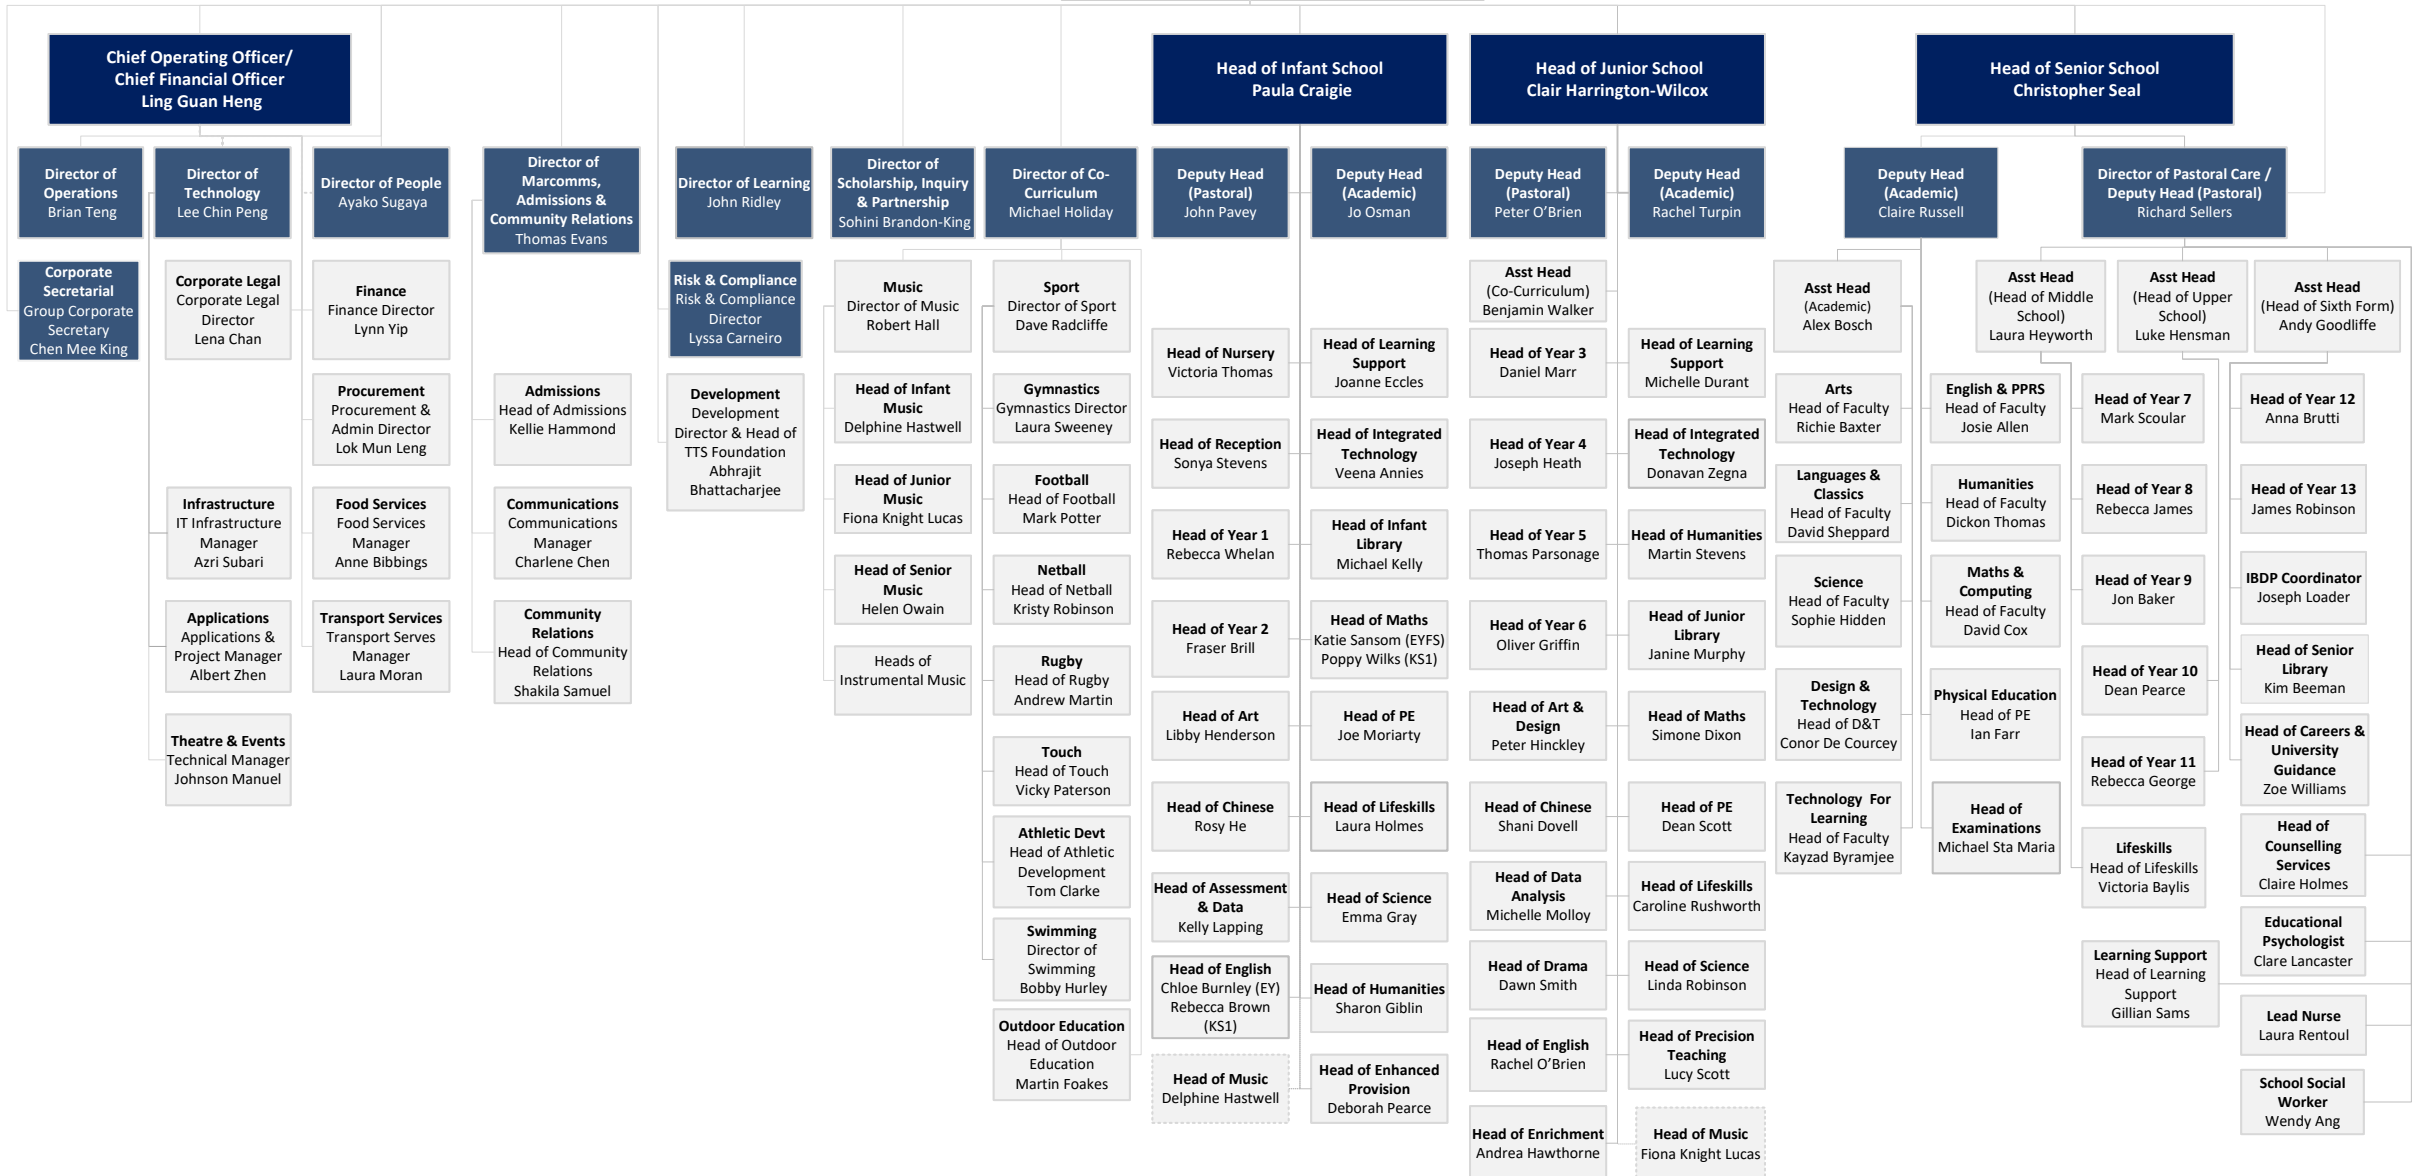 Chief Operating Officer/
Chief Financial Officer
Ling Guan Heng
Head of Infant School
Paula Craigie
Head of Junior School
Clair Harrington-Wilcox
Head of Senior School
Christopher Seal
Director of
Operations
Brian Teng
Director of
Technology
Lee Chin Peng
Director of People
Ayako Sugaya
Director of
Marcomms,
Admissions &
Community Relations
Thomas Evans
Director of Learning
John Ridley
Director of
Scholarship, Inquiry
& Partnership
Sohini Brandon-King
Director of Co-
Curriculum
Michael Holiday
Deputy Head
(Pastoral)
John Pavey
Deputy Head
(Academic)
Jo Osman
Deputy Head
(Pastoral)
Peter O’Brien
Deputy Head
(Academic)
Rachel Turpin
Deputy Head
(Academic)
Claire Russell
Director of Pastoral Care /
Deputy Head (Pastoral)
Richard Sellers
Corporate
Secretarial
Group Corporate
Secretary
Chen Mee King
Corporate Legal
Corporate Legal
Director
Lena Chan
Finance
Finance Director
Lynn Yip
Risk & Compliance
Risk & Compliance
Director
Lyssa Carneiro
Music
Director of Music
Robert Hall
Sport
Director of Sport
Dave Radcliffe
Asst Head
(Co-Curriculum)
Benjamin Walker
Asst Head
(Academic)
Alex Bosch
Asst Head
(Head of Middle
School)
Laura Heyworth
Asst Head
(Head of Upper
School)
Luke Hensman
Asst Head
(Head of Sixth Form)
Andy Goodliffe
Head of Nursery
Victoria Thomas
Head of Learning
Support
Joanne Eccles
Head of Year 3
Daniel Marr
Head of Learning
Support
Michelle Durant
Procurement
Procurement &
Admin Director
Lok Mun Leng
Admissions
Head of Admissions
Kellie Hammond
Development
Development
Director & Head of
TTS Foundation
Abhrajit
Bhattacharjee
Head of Infant
Music
Delphine Hastwell
Gymnastics
Gymnastics Director
Laura Sweeney
Arts
Head of Faculty
Richie Baxter
English & PPRS
Head of Faculty
Josie Allen
Head of Year 7
Mark Scoular
Head of Year 12
Anna Brutti
Head of Reception
Sonya Stevens
Head of Integrated
Technology
Veena Annies
Head of Year 4
Joseph Heath
Head of Integrated
Technology
Donavan Zegna
Infrastructure
IT Infrastructure
Manager
Azri Subari
Food Services
Food Services
Manager
Anne Bibbings
Communications
Communications
Manager
Charlene Chen
Head of Junior
Music
Fiona Knight Lucas
Football
Head of Football
Mark Potter
Languages &
Classics
Head of Faculty
David Sheppard
Humanities
Head of Faculty
Dickon Thomas
Head of Year 8
Rebecca James
Head of Year 13
James Robinson
Head of Year 1
Rebecca Whelan
Head of Infant
Library
Michael Kelly
Head of Year 5
Thomas Parsonage
Head of Humanities
Martin Stevens
Head of Senior
Music
Helen Owain
Netball
Head of Netball
Kristy Robinson
Science
Head of Faculty
Sophie Hidden
Maths &
Computing
Head of Faculty
David Cox
Head of Year 9
Jon Baker
IBDP Coordinator
Joseph Loader
Applications
Applications &
Project Manager
Albert Zhen
Transport Services
Transport Serves
Manager
Laura Moran
Community
Relations
Head of Community
Relations
Shakila Samuel
Head of Year 2
Fraser Brill
Head of Maths
Katie Sansom (EYFS)
Poppy Wilks (KS1)
Head of Year 6
Oliver Griffin
Head of Junior
Library
Janine Murphy
Heads of
Instrumental Music
Rugby
Head of Rugby
Andrew Martin
Design &
Technology
Head of D&T
Conor De Courcey
Physical Education
Head of PE
Ian Farr
Head of Year 10
Dean Pearce
Head of Senior
Library
Kim Beeman
Theatre & Events
Technical Manager
Johnson Manuel
Head of Art
Libby Henderson
Head of PE
Joe Moriarty
Head of Art &
Design
Peter Hinckley
Head of Maths
Simone Dixon
Touch
Head of Touch
Vicky Paterson
Head of Year 11
Rebecca George
Head of Careers &
University
Guidance
Zoe Williams
Head of Chinese
Rosy He
Head of Lifeskills
Laura Holmes
Head of Chinese
Shani Dovell
Head of PE
Dean Scott
Technology For
Learning
Head of Faculty
Kayzad Byramjee
Head of
Examinations
Michael Sta Maria
Athletic Devt
Head of Athletic
Development
Tom Clarke
Lifeskills
Head of Lifeskills
Victoria Baylis
Head of
Counselling
Services
Claire Holmes
Head of Assessment
& Data
Kelly Lapping
Head of Science
Emma Gray
Head of Data
Analysis
Michelle Molloy
Head of Lifeskills
Caroline Rushworth
Swimming
Director of
Swimming
Bobby Hurley
Learning Support
Head of Learning
Support
Gillian Sams
Educational
Psychologist
Clare Lancaster
Head of English
Chloe Burnley (EY)
Rebecca Brown
(KS1)
Head of Humanities
Sharon Giblin
Head of Drama
Dawn Smith
Head of Science
Linda Robinson
Outdoor Education
Head of Outdoor
Education
Martin Foakes
Lead Nurse
Laura Rentoul
Head of Music
Delphine Hastwell
Head of Enhanced
Provision
Deborah Pearce
Head of English
Rachel O’Brien
Head of Precision
Teaching
Lucy Scott
School Social
Worker
Wendy Ang
Head of Enrichment
Andrea Hawthorne
Head of Music
Fiona Knight Lucas